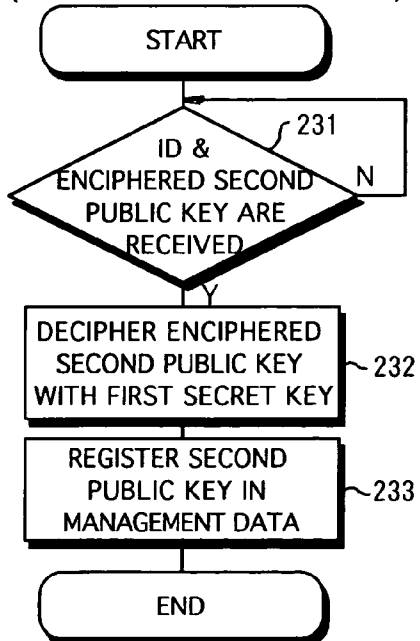 START
231
ID &
ENCIPHERED SECOND
PUBLIC KEY ARE
RECEIVED
N
Y
DECIPHER ENCIPHERED
SECOND PUBLIC KEY
WITH FIRST SECRET KEY
232
REGISTER SECOND
PUBLIC KEY IN
MANAGEMENT DATA
233
END